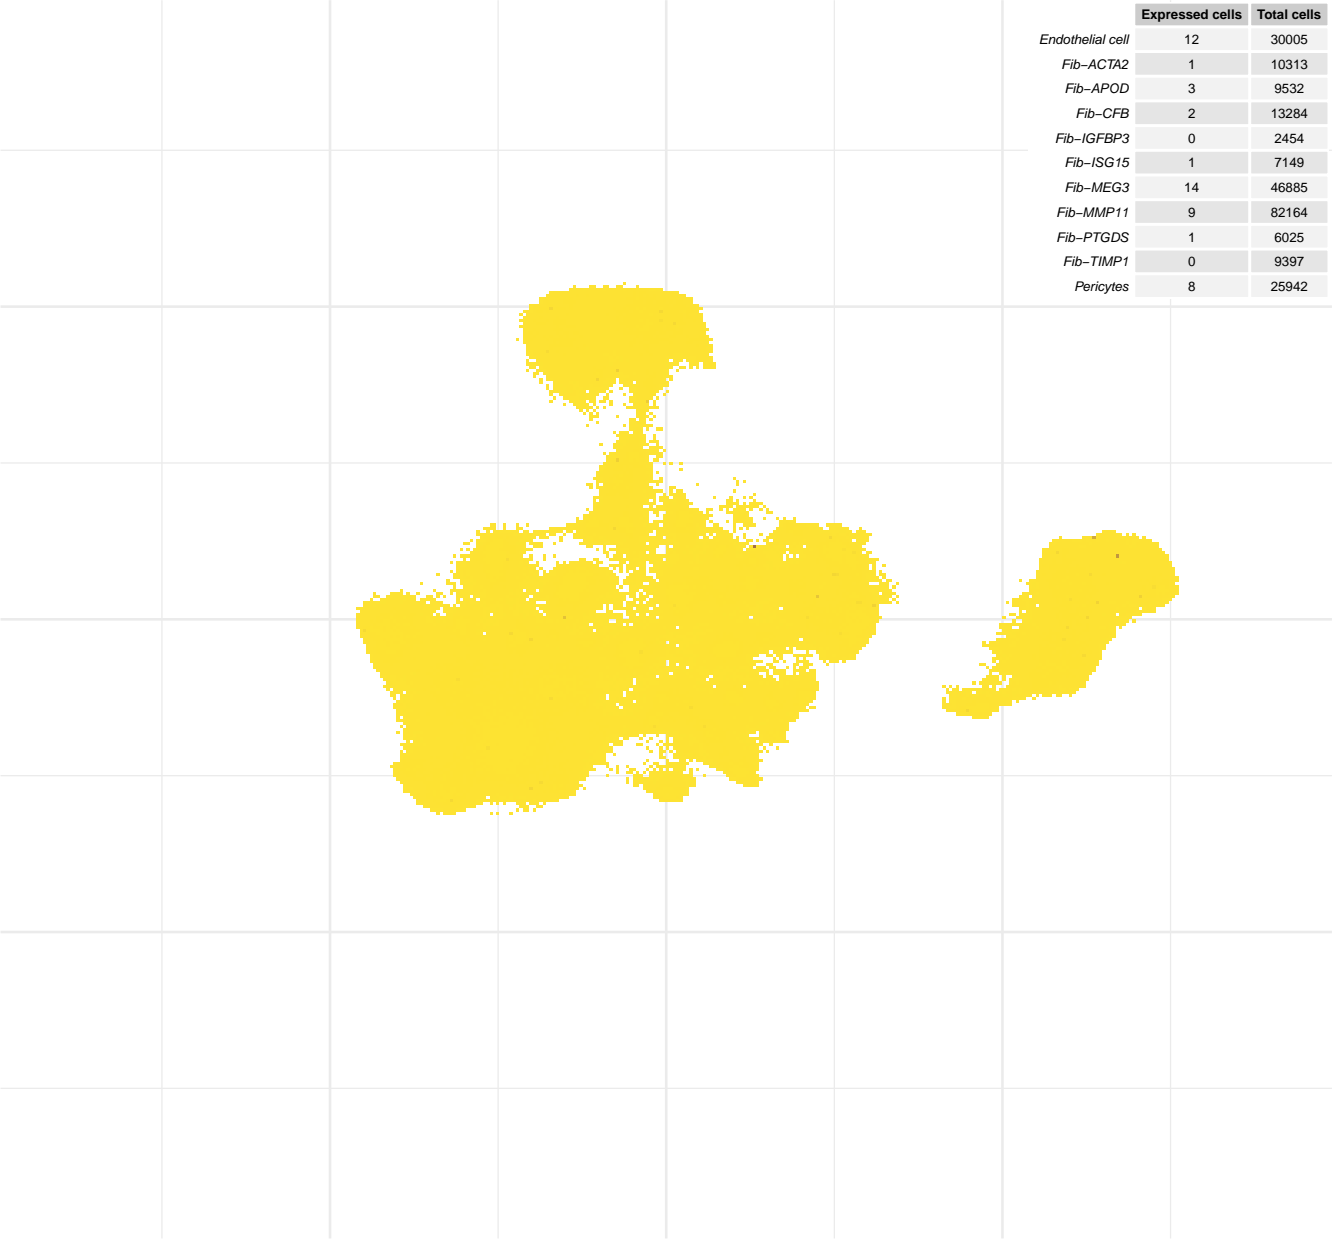 Expressed cells Total cells
Endothelial cell 12 30005
Fib−ACTA2 1 10313
Fib−APOD 3 9532
Fib−CFB 2 13284
Fib−IGFBP3 0 2454
Fib−ISG15 1 7149
Fib−MEG3 14 46885
Fib−MMP11 9 82164
Fib−PTGDS 1 6025
Fib−TIMP1 0 9397
Pericytes 8 25942